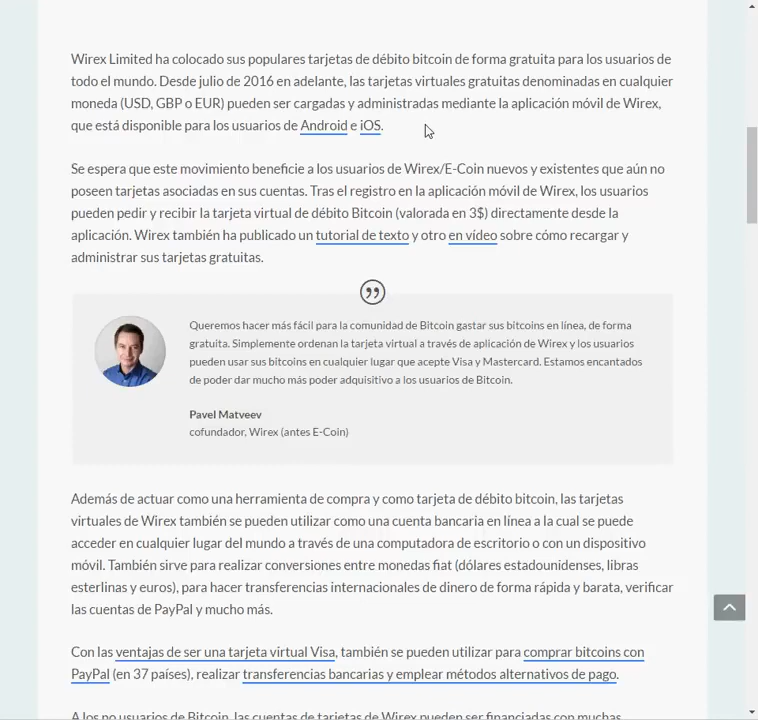 Wirex Limited ha colocado sus populares tarjetas de débito bitcoin de forma gratuita para los usuarios de
todo el mundo. Desde julio de 2016 en adelante, las tarjetas virtuales gratuitas denominadas en cualquier
moneda (USD, GBP o EUR) pueden ser cargadas y administradas mediante la aplicación móvil de Wirex,
que está disponible para los usuarios de Android e iOS.
Se espera que este movimiento beneficie a los usuarios de Wirex/E-Coin nuevos y existentes que aún no
poseen tarjetas asociadas en sus cuentas. Tras el registro en la aplicación móvil de Wirex, los usuarios
pueden pedir y recibir la tarjeta virtual de débito Bitcoin (valorada en 3$) directamente desde la
aplicación. Wirex también ha publicado un tutorial de texto y otro en vídeo sobre cómo recargar y
administrar sus tarjetas gratuitas.
Queremos hacer más fácil para la comunidad de Bitcoin gastar sus bitcoins en línea, de forma
gratuita. Simplemente ordenan la tarjeta virtual a través de aplicación de Wirex y los usuarios
pueden usar sus bitcoins en cualquier lugar que acepte Visa y Mastercard. Estamos encantados
de poder dar mucho más poder adquisitivo a los usuarios de Bitcoin.
Pavel Matveev
cofundador, Wirex (antes E-Coin)
Además de actuar como una herramienta de compra y como tarjeta de débito bitcoin, las tarjetas
virtuales de Wirex también se pueden utilizar como una cuenta bancaria en línea a la cual se puede
acceder en cualquier lugar del mundo a través de una computadora de escritorio o con un dispositivo
móvil. También sirve para realizar conversiones entre monedas fiat (dólares estadounidenses, libras
esterlinas y euros), para hacer transferencias internacionales de dinero de forma rápida y barata, verificar
las cuentas de PayPal y mucho más.
Con las ventajas de ser una tarjeta virtual Visa, también se pueden utilizar para comprar bitcoins con
PayPal (en 37 países), realizar transferencias bancarias y emplear métodos alternativos de pago.
A los no usuarios de Bitcoin, las cuentas de tarjetas de Wirex pueden ser financiadas con muchas